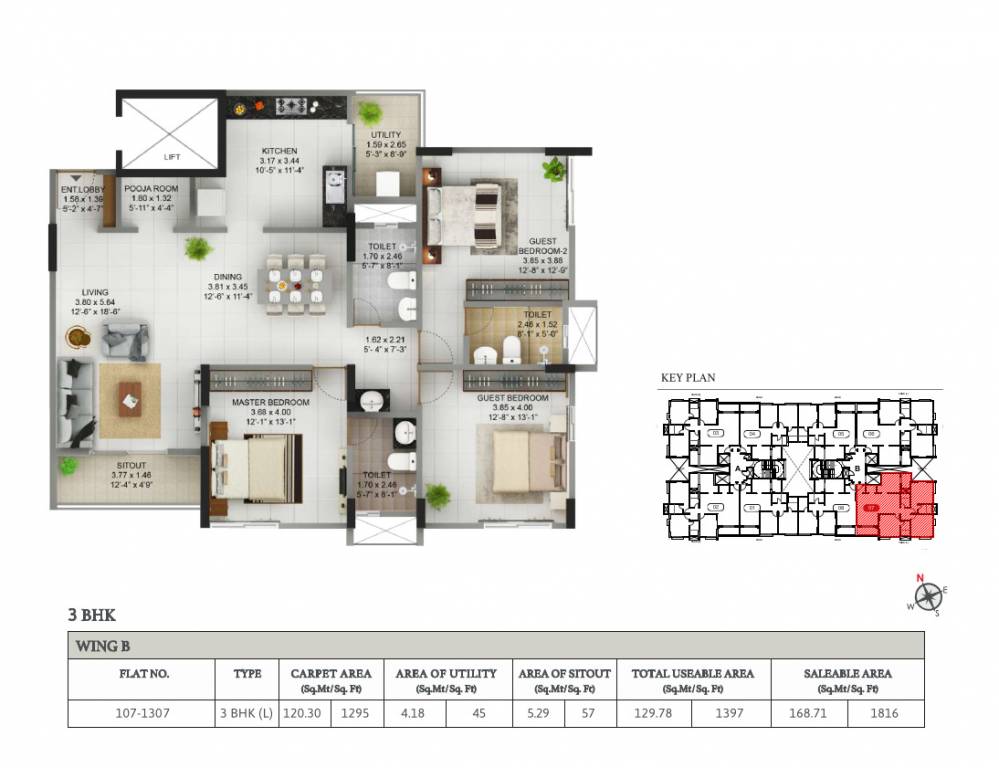 LIFT
KITCHEN
3.17 x 3.44
10'-5" x 11'-4"
UTILITY
1.59 x 2.65
5'-3" x 8'-9"
ENT.LOBBY
1.58 x 1.39
5'-2" x 4'-7"
POOJA ROOM
1.80 x 1.32
5'-11" x 4'-4"
TOILET
1.70 x 2.46
5'-7" x 8'-1"
GUEST
BEDROOM-2
3.85 x 3.88
12'-8" x 12'-9"
DINING
3.81 x 3.45
12'-6" x 11'-4"
LIVING
3.80 x 5.64
12'-6" x 18'-6"
TOILET
2.46 x 1.52
8'-1" x 5'-0"
1.62 x 2.21
5'- 4" x 7'-3"
MASTER BEDROOM
3.68 x 4.00
12'-1" x 13'-1"
GUEST BEDROOM
3.85 x 4.00
12'-8" x 13'-1"
SITOUT
3.77 x 1.46
12'-4" x 4'9"
TOILET
1.70 x 2.46
5'-7" x 8'-1"
KEY PLAN
03 04 05 06
A B
02 01 07
N
E
W
S
3 BHK
WING B
FLAT NO. TYPE CARPET AREA AREA OF UTILITY AREA OF SITOUT TOTAL USEABLE AREA SALEABLE AREA
(Sq.Mt/Sq. Ft) (Sq.Mt/Sq. Ft) (Sq.Mt/Sq. Ft) (Sq.Mt/Sq. Ft) (Sq.Mt/Sq. Ft)
107-1307 3 BHK (L) 120.30 1295 4.18 45 5.29 57 129.78 1397 168.71 1816